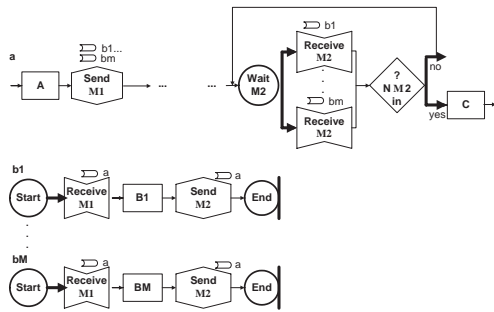 b1...
bm
a
A
Send
M1
...
...
Wait
M2
b1
Receive
M2
bm
Receive
M2
?
N M2
in
no
yes
C
b1
Start
a
Receive
M1
B1
a
Send
M2
End
bM
Start
a
Receive
M1
BM
a
Send
M2
End